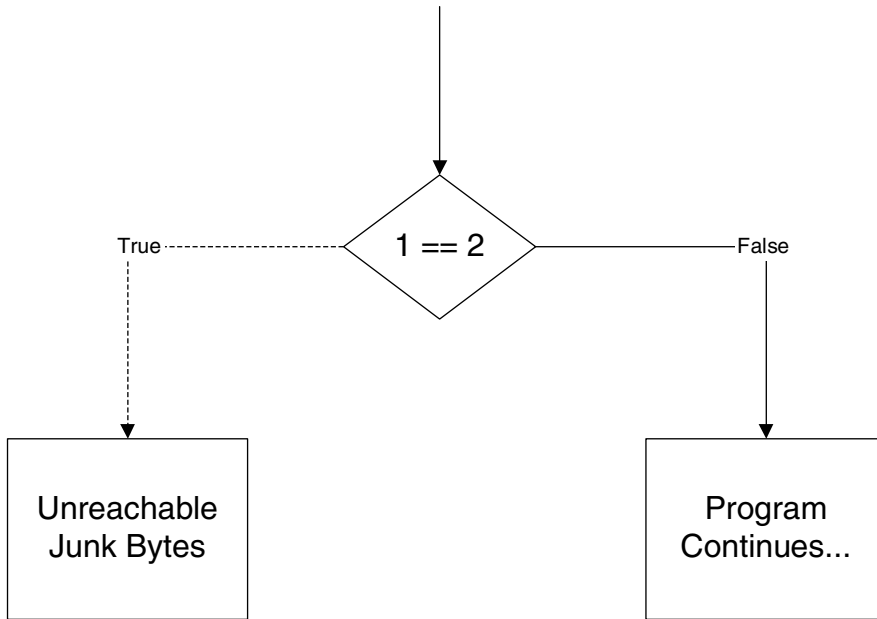 1 == 2
True
False
Unreachable
Junk Bytes
Program
Continues...